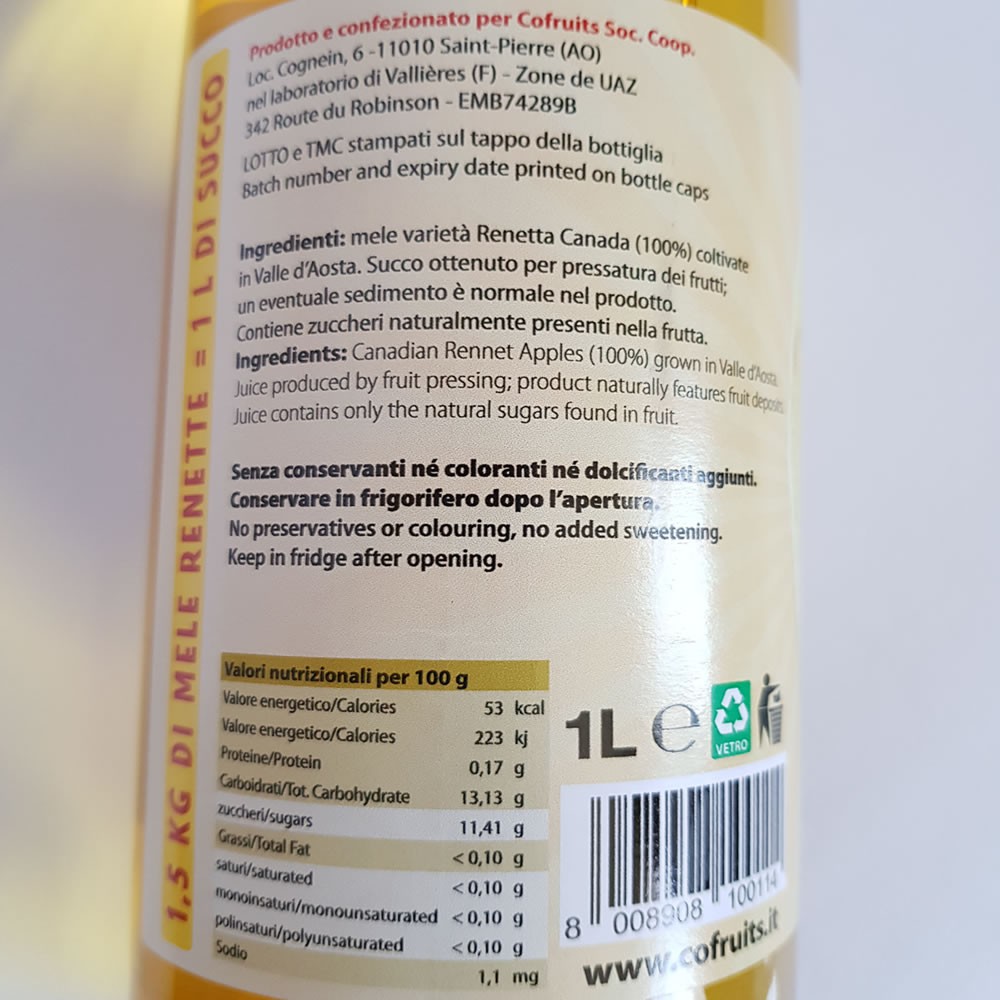 Prodotto e confezionato per Cofruits Soc. Coop.
Loc. Cognein, 6 -11010 Saint-Pierre (AO)
nel laboratorio di Vallières (F) - Zone de UAZ
342 Route du Robinson - EMB74289B
LOTTO e TMC stampati sul tappo della bottiglia
Batch number and expiry date printed on bottle caps
Ingredienti: mele varietà Renetta Canada (100%) coltivate
in Valle d'Aosta. Succo ottenuto per pressatura dei frutti;
un eventuale sedimento è normale nel prodotto.
Contiene zuccheri naturalmente presenti nella frutta.
Ingredients: Canadian Rennet Apples (100%) grown in Valle d'Aosta
Juice produced by fruit pressing; product naturally features fruit deposits
Juice contains only the natural sugars found in fruit.
Senza conservanti né coloranti né dolcificanti aggiunti.
Conservare in frigorifero dopo l'apertura.
No preservatives or colouring, no added sweetening.
Keep in fridge after opening.
1,5 KG DI MELE RENETTE = 1 L DI SUCCO
Valori nutrizionali per 100 g
Valore energetico/Calories 53 kcal
Valore energetico/Calories 223 kj
Proteine/Protein 0,17 g
Carboidrati/Tot. Carbohydrate 13,13 g
zuccheri/sugars 11,41 g
Grassi/Total Fat <0,10 g
saturi/saturated <0,10 g
monoinsaturi/monounsaturated <0,10 g
polinsaturi/polyunsaturated <0,10 g
Sodio 1,1 mg
1L e
VETRO
8 008908 100114
www.cofruits.it